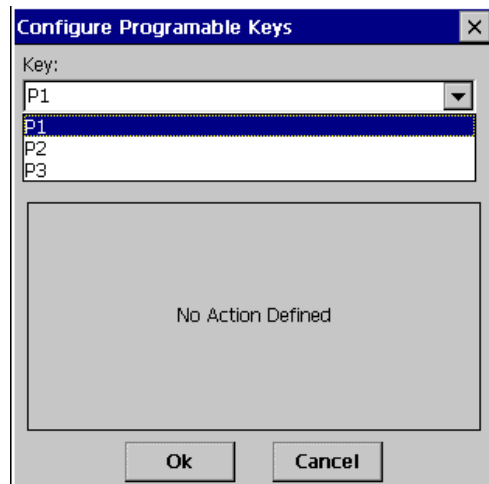 Configure Programable Keys
Key:
P1
P1
P2
P3
No Action Defined
Ok Cancel